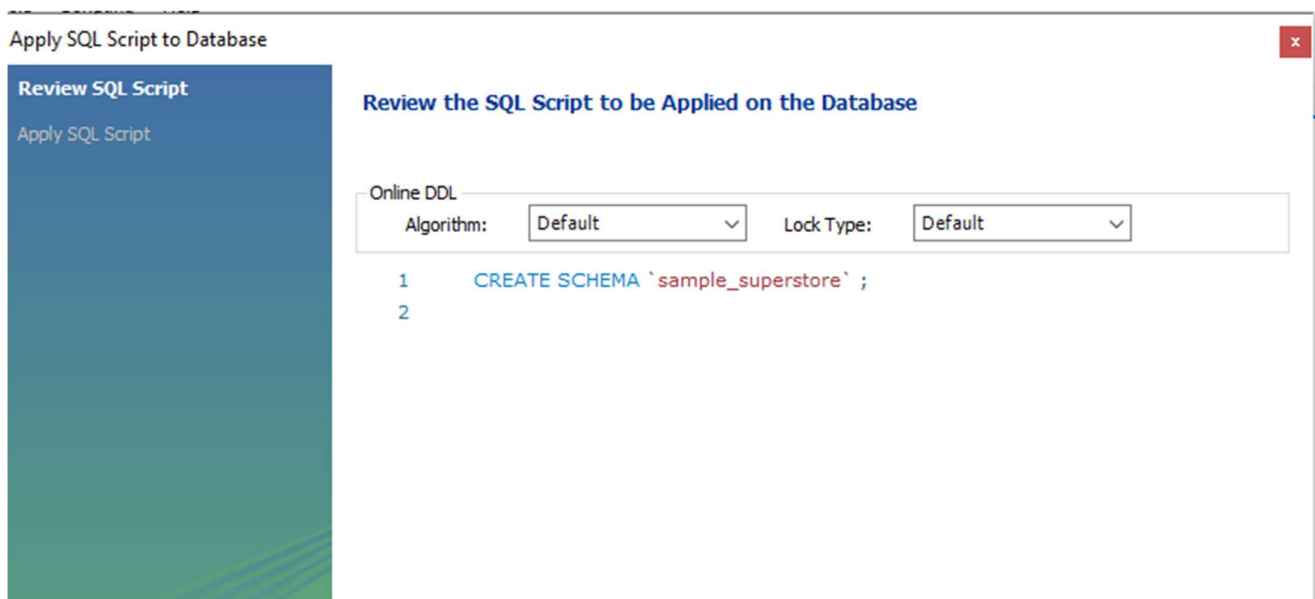 Apply SQL Script to Database
x
Review SQL Script
Apply SQL Script
Review the SQL Script to be Applied on the Database
Online DDL
Algorithm: Default Lock Type: Default
1 CREATE SCHEMA `sample_superstore` ;
2